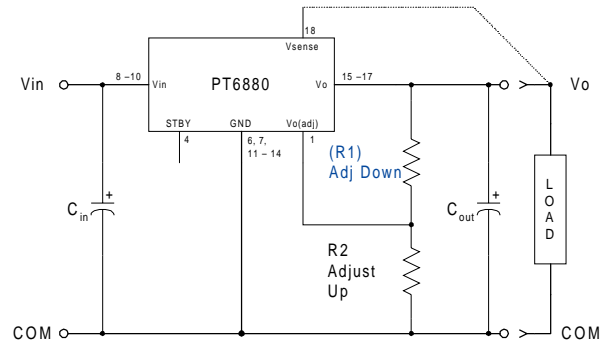 18
Vsense
Vin
8 –10
Vin
PT6880
Vo
15 –17
Vo
STBY
GND
Vo(adj)
4
6, 7,
11 – 14
1
(R1)
Adj Down
+
C in
+
C out
LOAD
R2
Adjust
Up
COM
COM